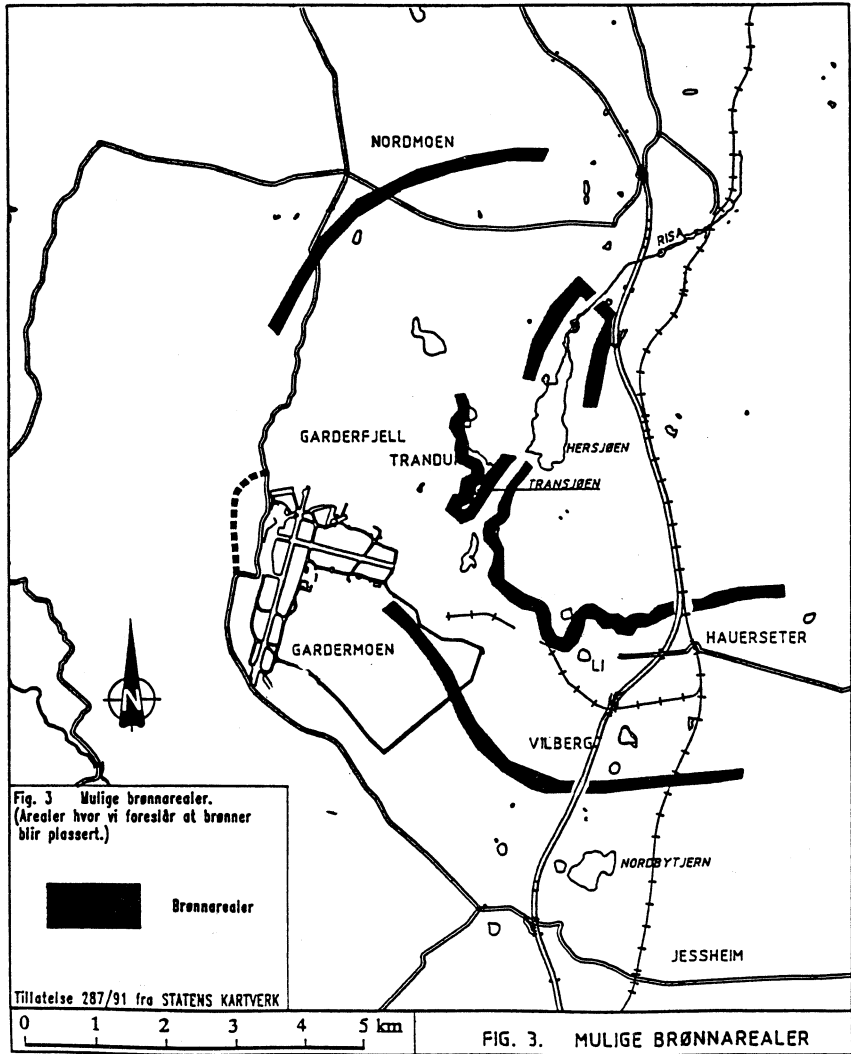 NORDMOEN
RISA
GARDERFJELL
TRANDU
HERSJØEN
TRANSJØEN
GARDERMOEN
HAUERSETER
LI
VILBERG
N
NORDBYTJERN
JESSHEIM
Fig. 3 Mulige brønnarealer.
(Arealer hvor vi foreslår at brønner
blir plassert.)
Brønnarealer
Tillatelse 287/91 fra STATENS KARTVERK
0 1 2 3 4 5 km
FIG. 3. MULIGE BRØNNAREALER